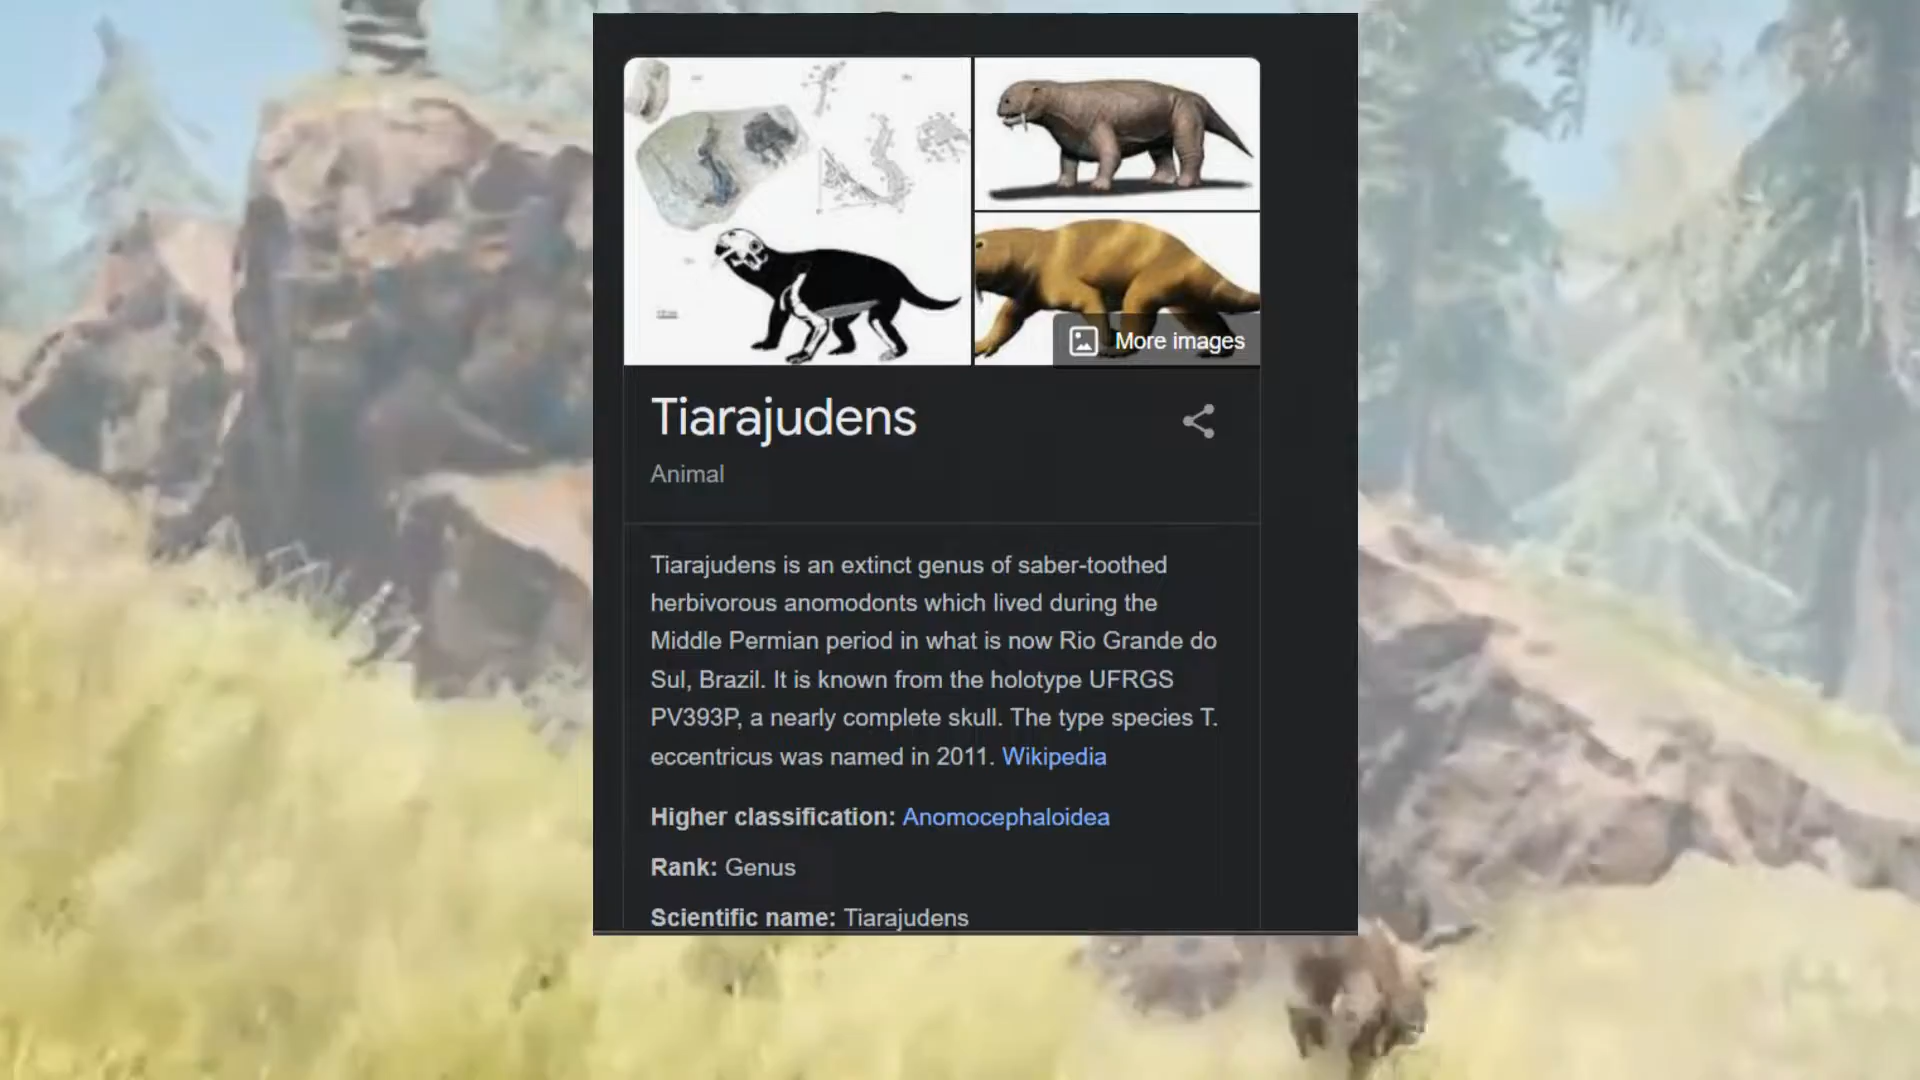 More images
Tiarajudens
Animal
Tiarajudens is an extinct genus of saber-toothed
herbivorous anomodonts which lived during the
Middle Permian period in what is now Rio Grande do
Sul, Brazil. It is known from the holotype UFRGS
PV393P, a nearly complete skull. The type species T.
eccentricus was named in 2011. Wikipedia
Higher classification: Anomocephaloidea
Rank: Genus
Scientific name: Tiarajudens